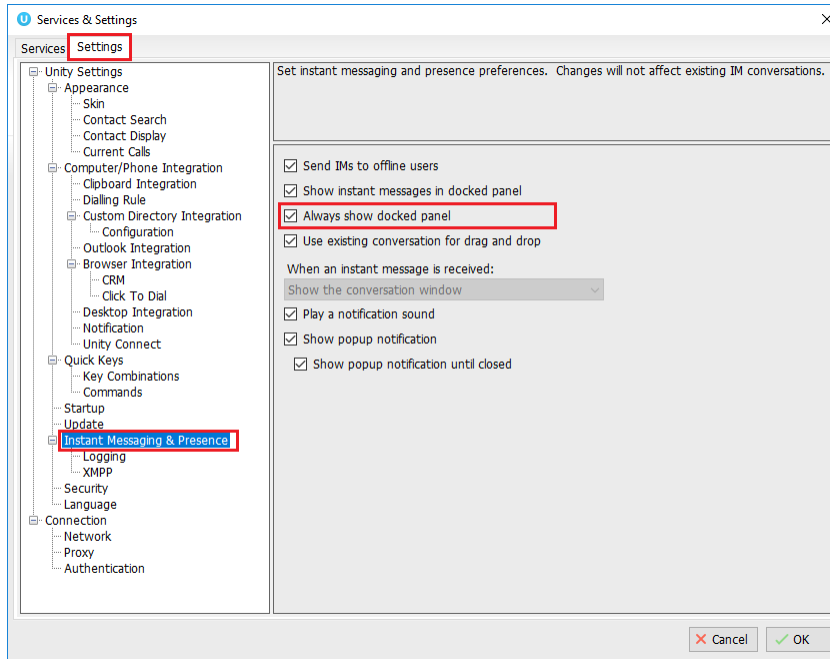 Services & Settings
Services
Settings
Unity Settings
Appearance
Skin
Contact Search
Contact Display
Current Calls
Computer/Phone Integration
Clipboard Integration
Dialling Rule
Custom Directory Integration
Configuration
Outlook Integration
Browser Integration
CRM
Click To Dial
Desktop Integration
Notification
Unity Connect
Quick Keys
Key Combinations
Commands
Startup
Update
Instant Messaging & Presence
Logging
XMPP
Security
Language
Connection
Network
Proxy
Authentication
Set instant messaging and presence preferences. Changes will not affect existing IM conversations.
Send IMs to offline users
Show instant messages in docked panel
Always show docked panel
Use existing conversation for drag and drop
When an instant message is received:
Show the conversation window
Play a notification sound
Show popup notification
Show popup notification until closed
Cancel
OK